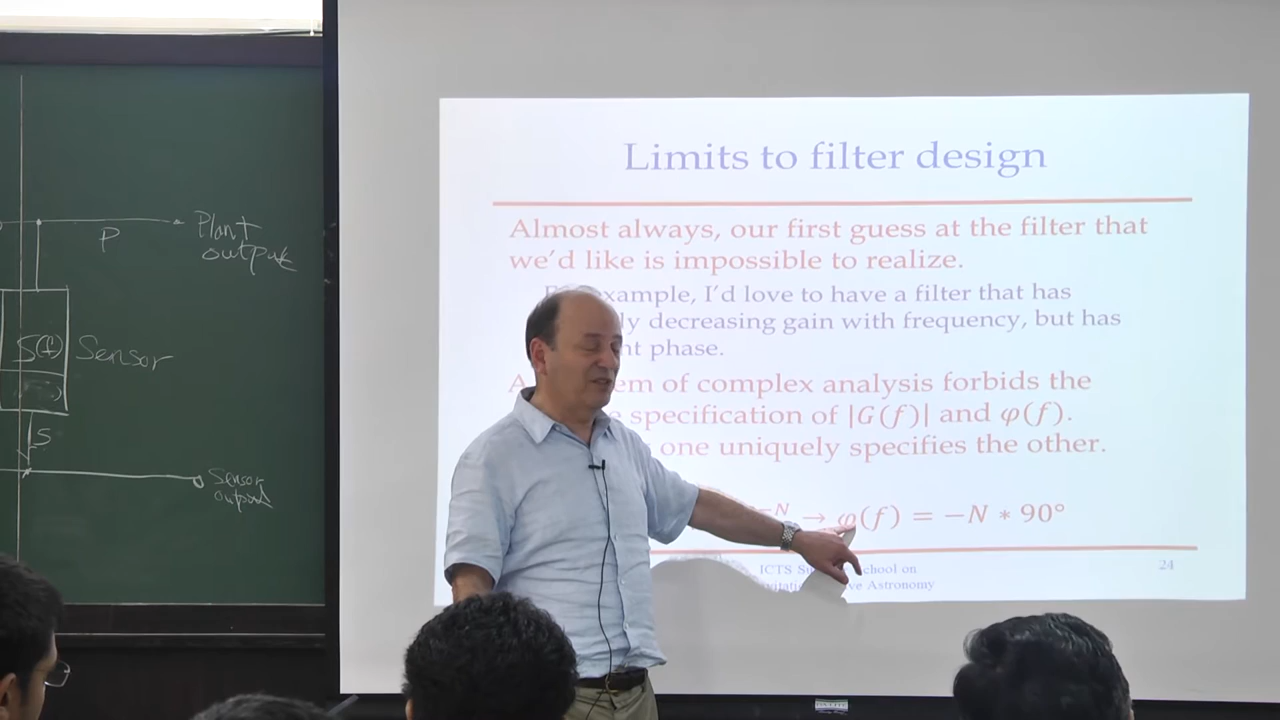 Plant
output
P
S(f) Sensor
S
Sensor
output
Limits to filter design
Almost always, our first guess at the filter that
we'd like is impossible to realize.
example, I'd love to have a filter that has
decreasing gain with frequency, but has
phase.
of complex analysis forbids the
specification of |G(f)| and φ(f).
one uniquely specifies the other.
−N → φ(f) = −N ∗ 90°
ICTS School on
Astronomy
24